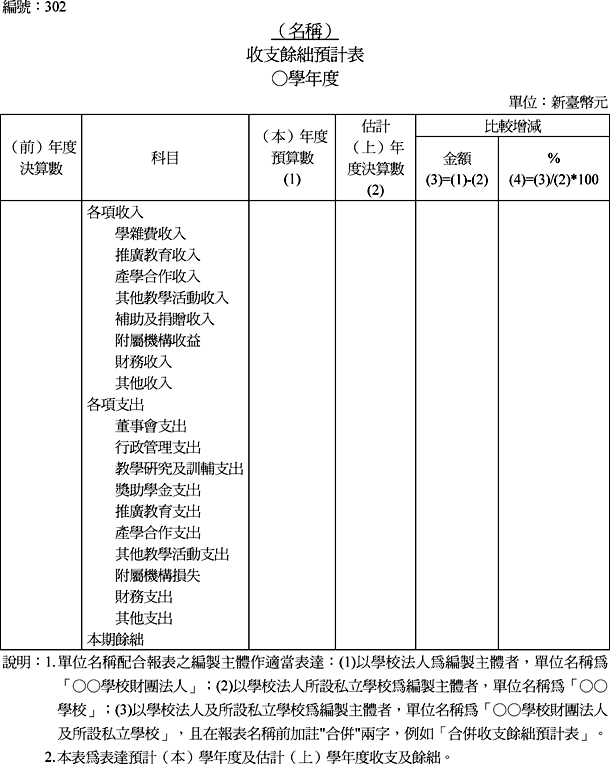 編號：302
（名稱）
收支餘絀預計表
○學年度
單位：新臺幣元
（前）年度
決算數
科目
（本）年度
預算數
(1)
估計
（上）年
度決算數
(2)
比較增減
金額
(3)=(1)-(2)
%
(4)=(3)/(2)*100
各項收入
學雜費收入
推廣教育收入
產學合作收入
其他教學活動收入
補助及捐贈收入
附屬機構收益
財務收入
其他收入
各項支出
董事會支出
行政管理支出
教學研究及訓輔支出
獎助學金支出
推廣教育支出
產學合作支出
其他教學活動支出
附屬機構損失
財務支出
其他支出
本期餘絀
說明：1.單位名稱配合報表之編製主體作適當表達：(1)以學校法人爲編製主體者，單位名稱爲
「○○學校財團法人」；(2)以學校法人所設私立學校爲編製主體者，單位名稱爲「○○
學校」；(3)以學校法人及所設私立學校爲編製主體者，單位名稱爲「○○學校財團法人
及所設私立學校」，且在報表名稱前加註"合併"兩字，例如「合併收支餘絀預計表」。
2.本表爲表達預計（本）學年度及估計（上）學年度收支及餘絀。